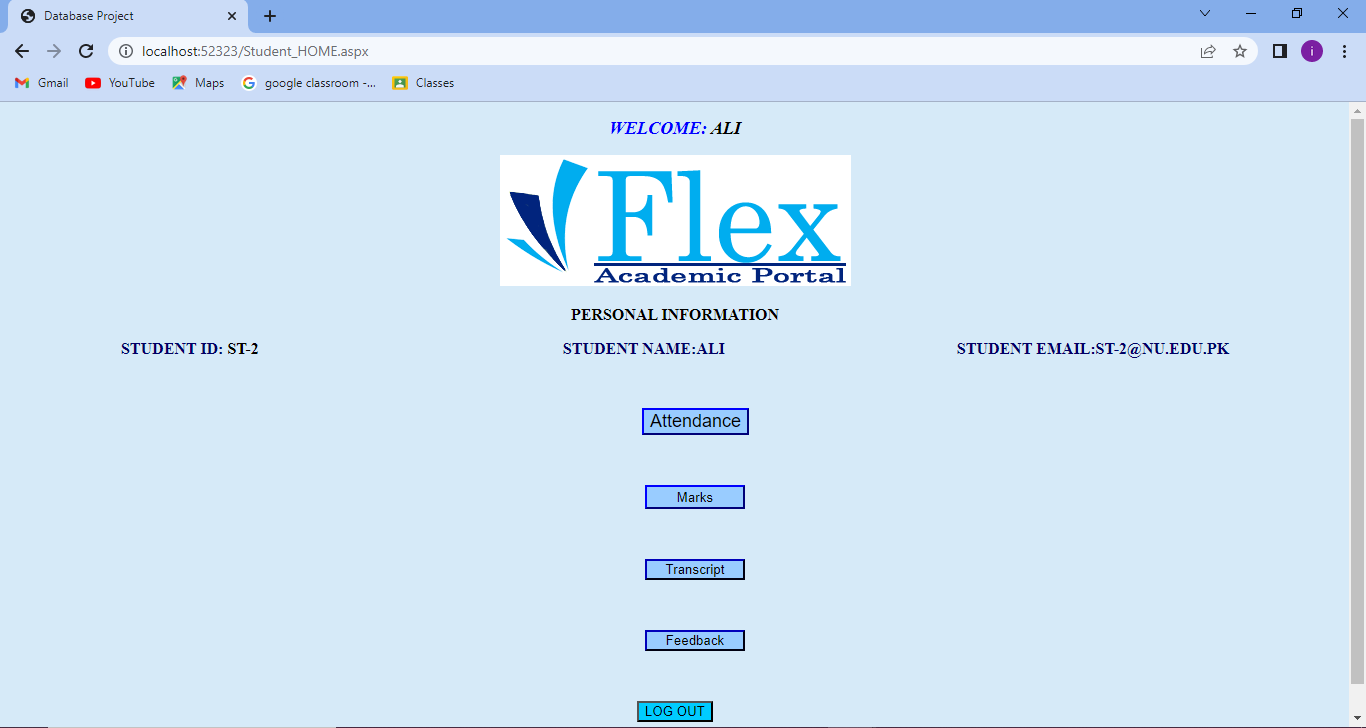 Database Project
localhost:52323/Student_HOME.aspx
i
Gmail YouTube Maps google classroom -... Classes
WELCOME: ALI
Flex
Academic Portal
PERSONAL INFORMATION
STUDENT ID: ST-2 STUDENT NAME:ALI STUDENT EMAIL:ST-2@NU.EDU.PK
Attendance
Marks
Transcript
Feedback
LOG OUT